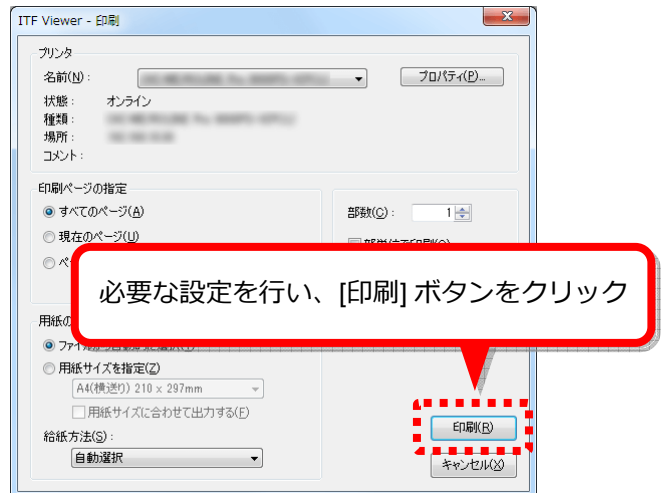 ITF Viewer - 印刷
プリンタ
名前(N):
プロパティ(P)...
状態: オンライン
種類:
場所:
コメント:
印刷ページの指定
すべてのページ(A)
部数(C): 1
現在のページ(U)
必要な設定を行い、[印刷] ボタンをクリック
用紙の
用紙サイズを指定(Z)
A4(横送り) 210 x 297mm
用紙サイズに合わせて出力する(F)
印刷(R)
給紙方法(S):
自動選択
キャンセル(X)